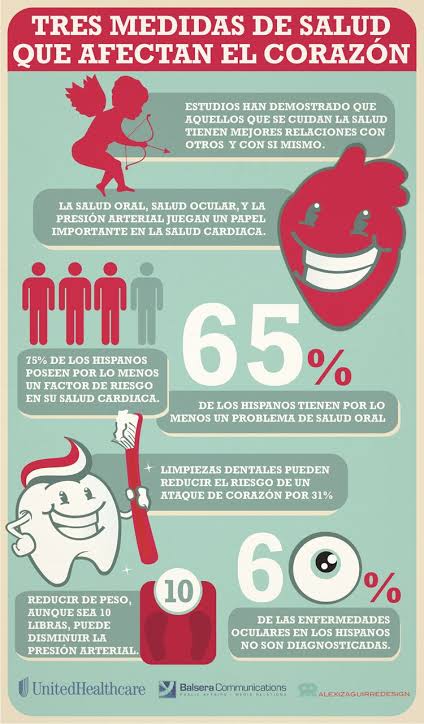 TRES MEDIDAS DE SALUD
QUE AFECTAN EL CORAZÓN
ESTUDIOS HAN DEMOSTRADO QUE
AQUELLOS QUE SE CUIDAN LA SALUD
TIENEN MEJORES RELACIONES CON
OTROS Y CON SI MISMO.
LA SALUD ORAL, SALUD OCULAR, Y LA
PRESIÓN ARTERIAL JUEGAN UN PAPEL
IMPORTANTE EN LA SALUD CARDIACA.
75% DE LOS HISPANOS
POSEEN POR LO MENOS
UN FACTOR DE RIESGO
EN SU SALUD CARDIACA.
65%
DE LOS HISPANOS TIENEN POR LO
MENOS UN PROBLEMA DE SALUD ORAL
LIMPIEZAS DENTALES PUEDEN
REDUCIR EL RIESGO DE UN
ATAQUE DE CORAZÓN POR 31%
REDUCIR DE PESO,
AUNQUE SEA 10
LIBRAS, PUEDE
DISMINUIR LA
PRESIÓN ARTERIAL.
10
60%
DE LAS ENFERMEDADES
OCULARES EN LOS HISPANOS
NO SON DIAGNOSTICADAS.
UnitedHealthcare
Balsera Communications
PUBLIC AFFAIRS · MEDIA RELATIONS
ALEXIZAGUIRREDESIGN